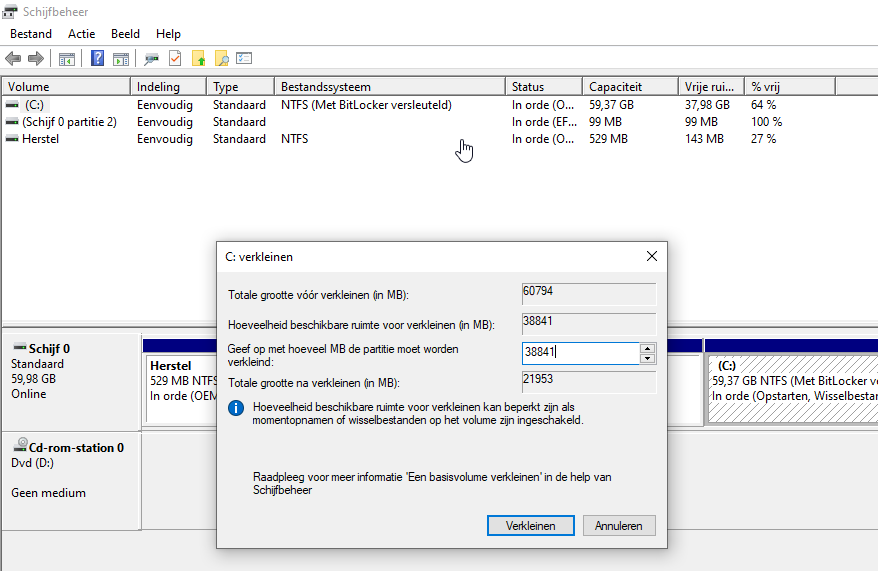 Schijfbeheer
Bestand Actie Beeld Help
Volume Indeling Type Bestandssysteem Status Capaciteit Vrije rui... % vrij
(C:) Eenvoudig Standaard NTFS (Met BitLocker versleuteld) In orde (O... 59,37 GB 37,98 GB 64 %
(Schijf 0 partitie 2) Eenvoudig Standaard In orde (EF... 99 MB 99 MB 100 %
Herstel Eenvoudig Standaard NTFS In orde (O... 529 MB 143 MB 27 %
C: verkleinen
Totale grootte vóór verkleinen (in MB): 60794
Hoeveelheid beschikbare ruimte voor verkleinen (in MB): 38841
Geef op met hoeveel MB de partitie moet worden
verkleind: 38841
Totale grootte na verkleinen (in MB): 21953
Hoeveelheid beschikbare ruimte voor verkleinen kan beperkt zijn als
momentopnamen of wisselbestanden op het volume zijn ingeschakeld.
Raadpleeg voor meer informatie 'Een basisvolume verkleinen' in de help van
Schijfbeheer
Verkleinen Annuleren
Schijf 0
Standaard
59,98 GB
Online
Herstel
529 MB NTFS
In orde (OEM
(C:)
59,37 GB NTFS (Met BitLocker ve
In orde (Opstarten, Wisselbestan
Cd-rom-station 0
Dvd (D:)
Geen medium